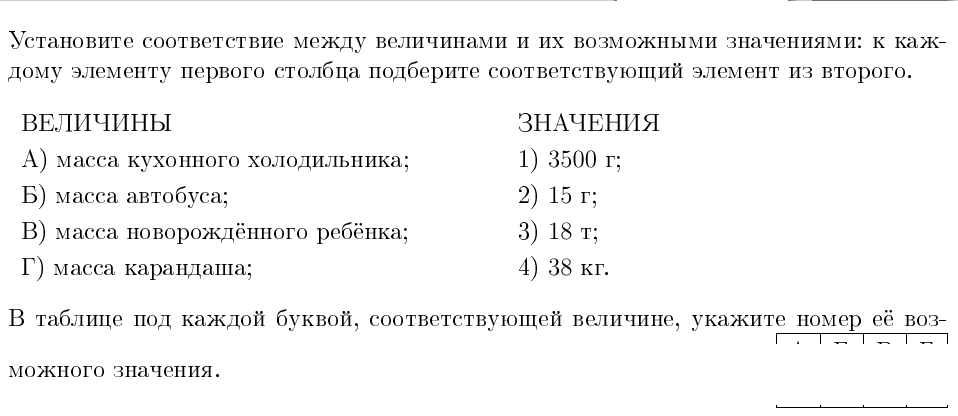 Установите соответствие между величинами и их возможными значениями: к каж-
дому элементу первого столбца подберите соответствующий элемент из второго.
ВЕЛИЧИНЫ ЗНАЧЕНИЯ
А) масса кухонного холодильника; 1) 3500 г;
Б) масса автобуса; 2) 15 г;
В) масса новорождённого ребёнка; 3) 18 т;
Г) масса карандаша; 4) 38 кг.
В таблице под каждой буквой, соответствующей величине, укажите номер её воз-
можного значения.